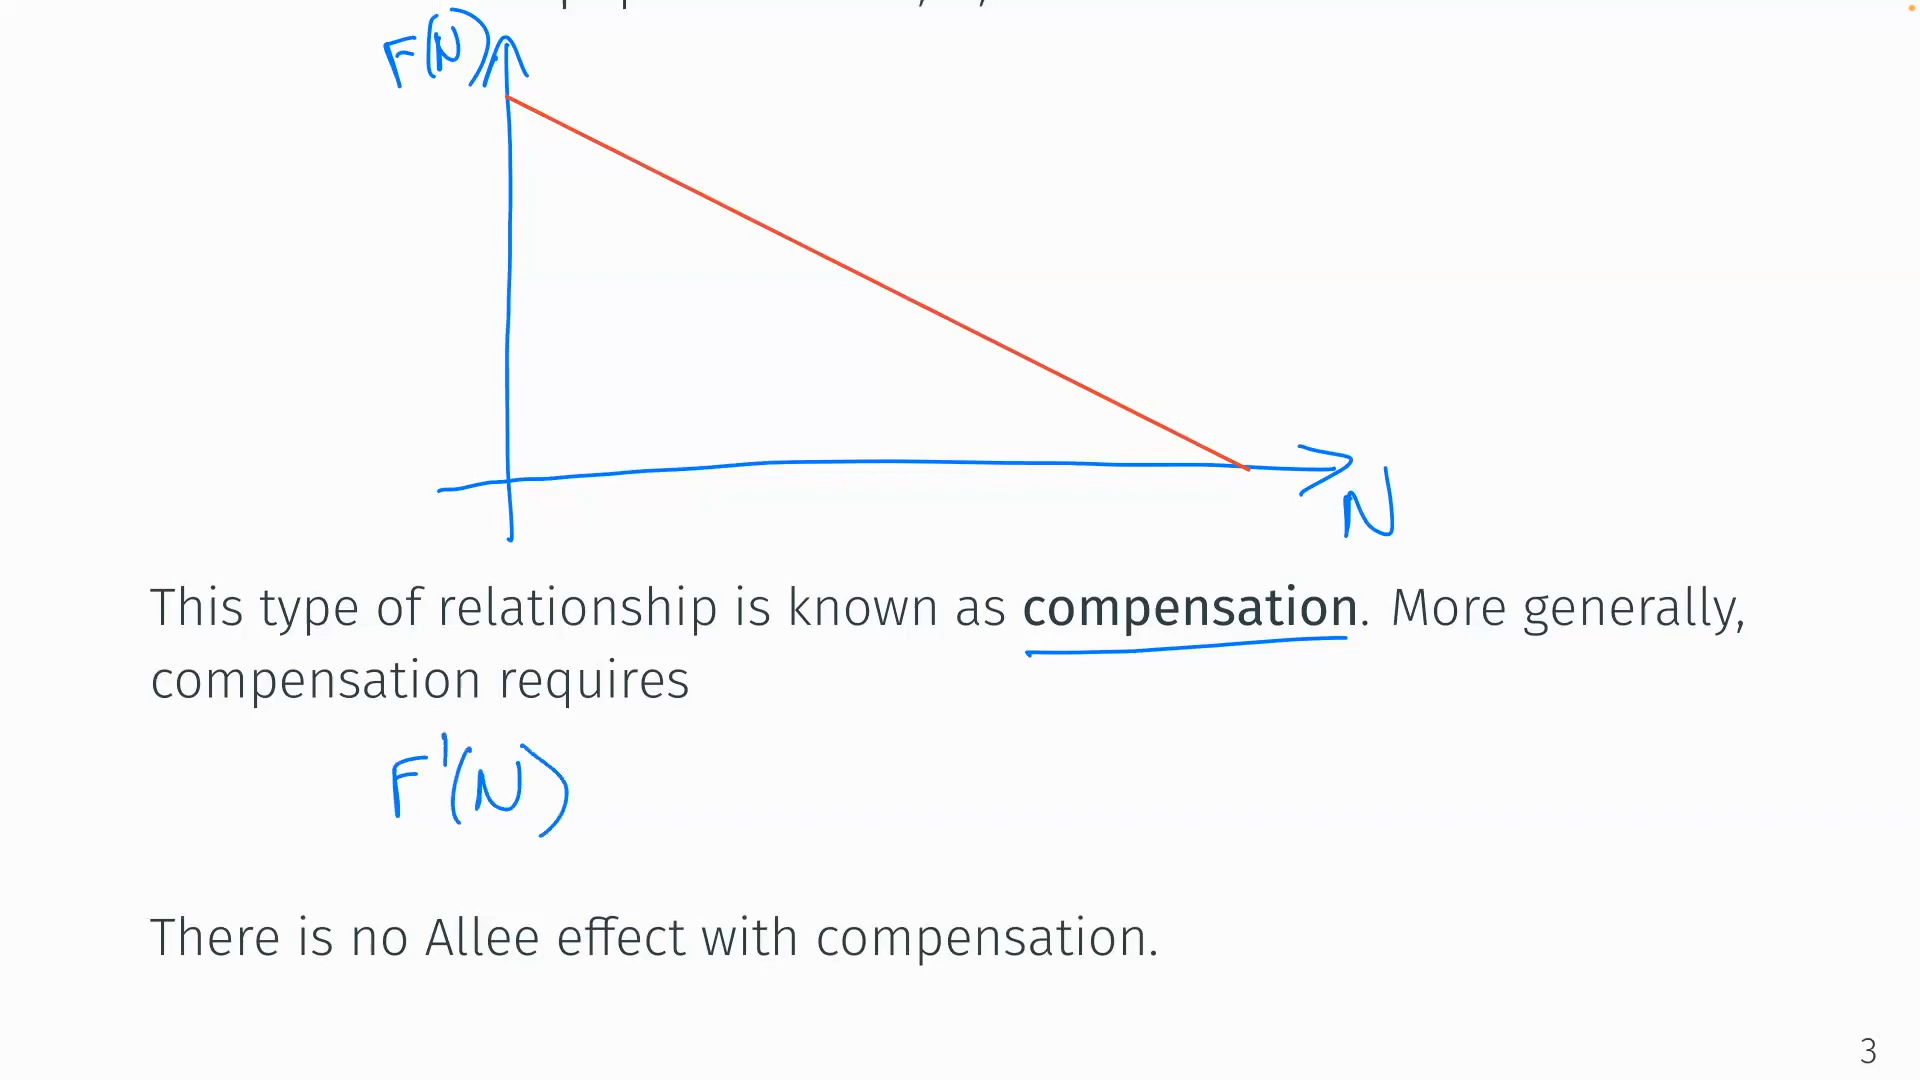 F(N)
N
This type of relationship is known as compensation. More generally,
compensation requires
F'(N)
There is no Allee effect with compensation.
3